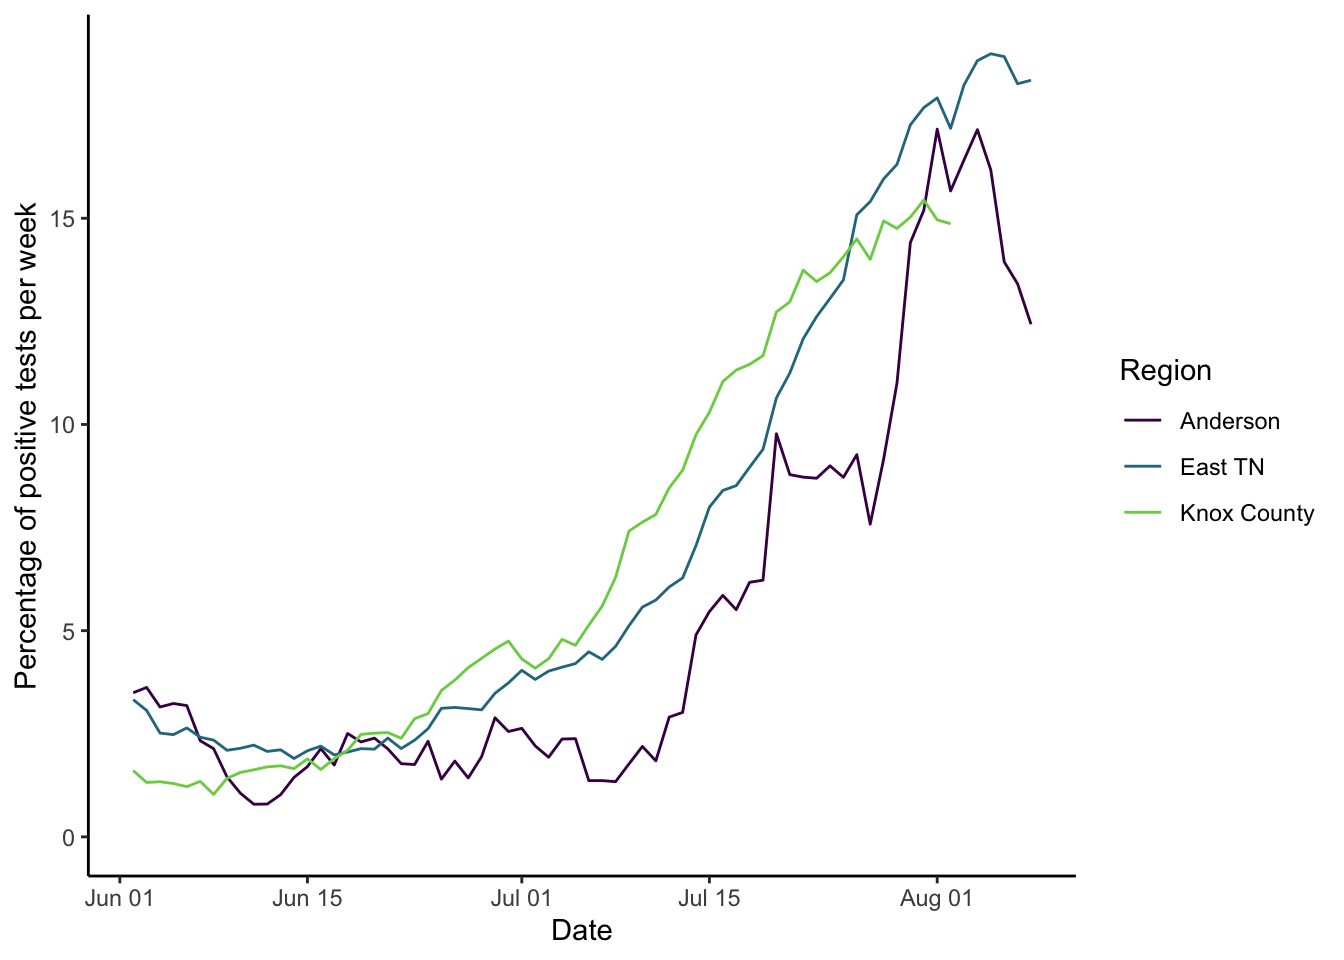 Percentage of positive tests per week
15
10
5
0
Jun 01
Jun 15
Jul 01
Jul 15
Aug 01
Date
Region
Anderson
East TN
Knox County